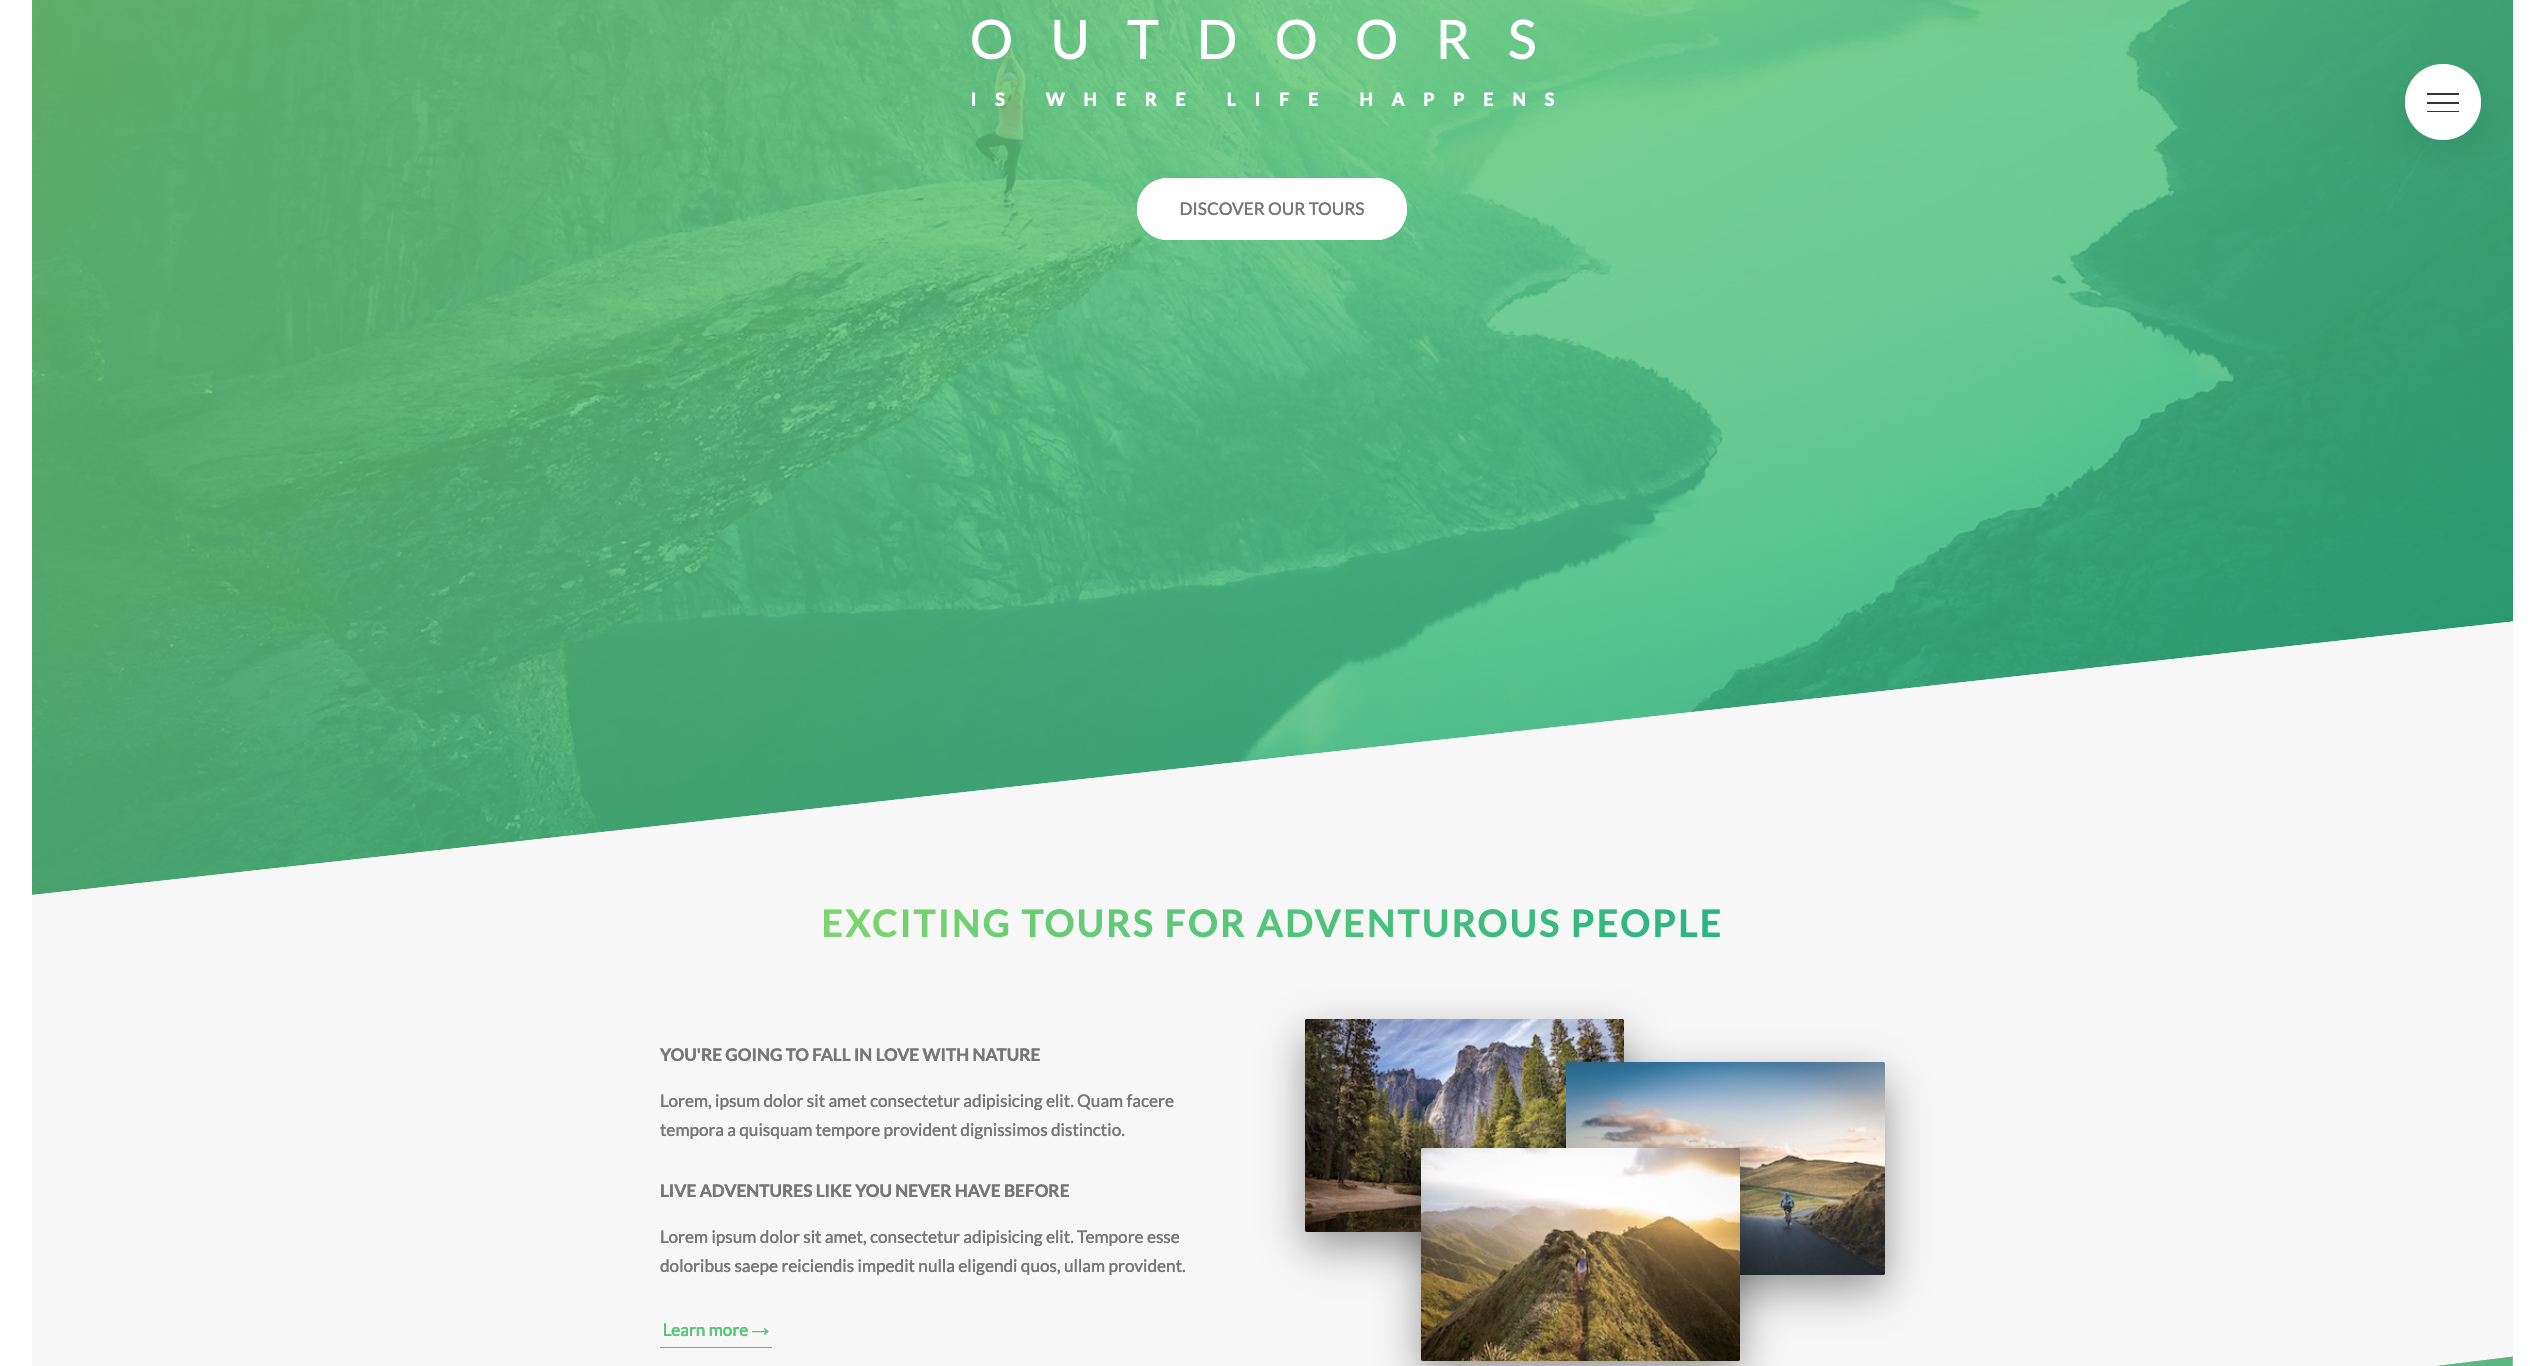 OUTDOORS
IS WHERE LIFE HAPPENS
DISCOVER OUR TOURS
EXCITING TOURS FOR ADVENTUROUS PEOPLE
YOU'RE GOING TO FALL IN LOVE WITH NATURE
Lorem, ipsum dolor sit amet consectetur adipisicing elit. Quam facere
tempora a quisquam tempore provident dignissimos distinctio.
LIVE ADVENTURES LIKE YOU NEVER HAVE BEFORE
Lorem ipsum dolor sit amet, consectetur adipisicing elit. Tempore esse
doloribus saepe reiciendis impedit nulla eligendi quos, ullam provident.
Learn more →